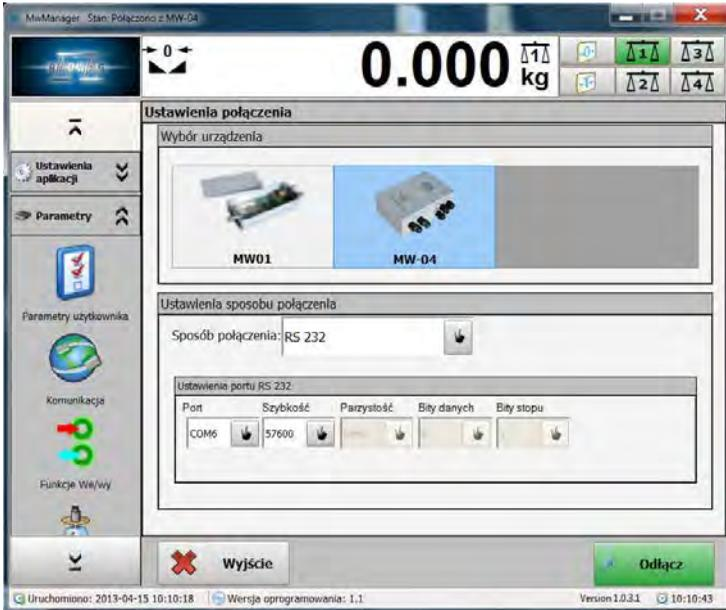 MwManager Stan: Połączono z MW-04
0
0.000 kg
1
0
1
3
T
2
4
Ustawienia połączenia
Wybór urządzenia
Ustawienia aplikacji
Parametry
MW01
MW-04
Parametry użytkownika
Komunikacja
Funkcje We/wy
Ustawienia sposobu połączenia
Sposób połączenia: RS 232
Ustawienia portu RS 232
Port Szybkość Parzystość Bity danych Bity stopu
COM6 57600
Wyjście
Odłącz
Uruchomiono: 2013-04-15 10:10:18 Wersja oprogramowania: 1.1 Version 1.0.3.1 10:10:43